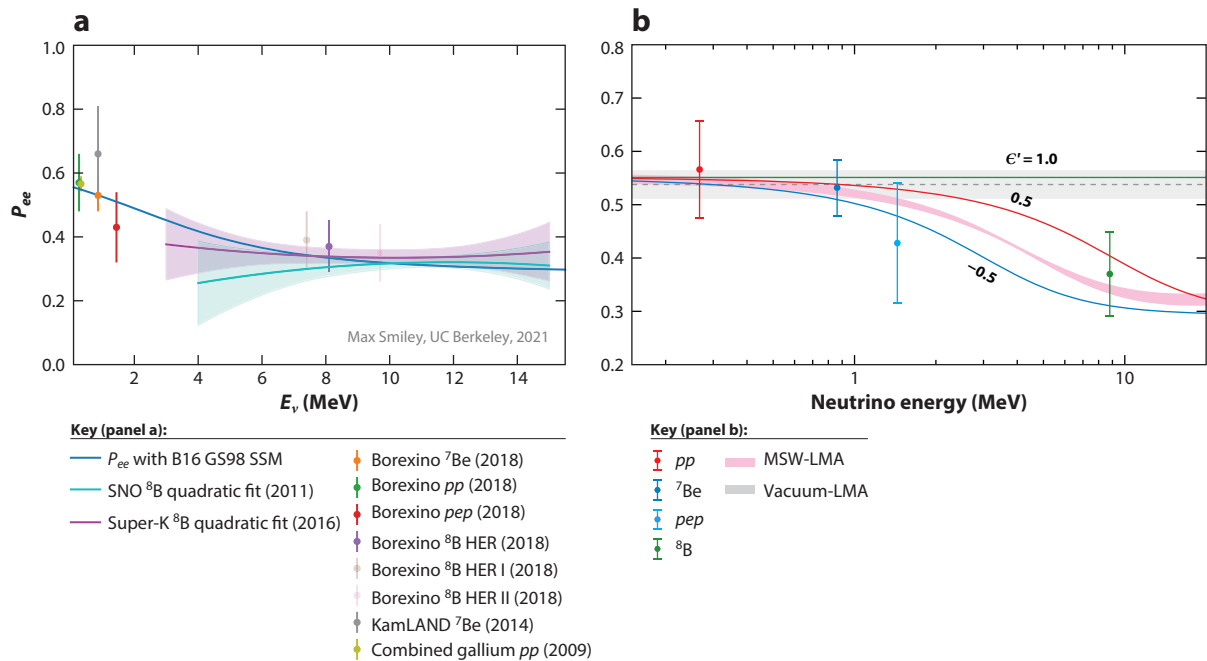 a
1.0
0.8
0.6
0.4
0.2
0.0
P_ee
2 4 6 8 10 12 14
E_ν (MeV)
Max Smiley, UC Berkeley, 2021
Key (panel a):
P_ee with B16 GS98 SSM
SNO ⁸B quadratic fit (2011)
Super-K ⁸B quadratic fit (2016)
Borexino ⁷Be (2018)
Borexino pp (2018)
Borexino pep (2018)
Borexino ⁸B HER (2018)
Borexino ⁸B HER I (2018)
Borexino ⁸B HER II (2018)
KamLAND ⁷Be (2014)
Combined gallium pp (2009)
b
0.8
0.7
0.6
0.5
0.4
0.3
0.2
ϵ' = 1.0
0.5
−0.5
1 10
Neutrino energy (MeV)
Key (panel b):
pp
⁷Be
pep
⁸B
MSW-LMA
Vacuum-LMA